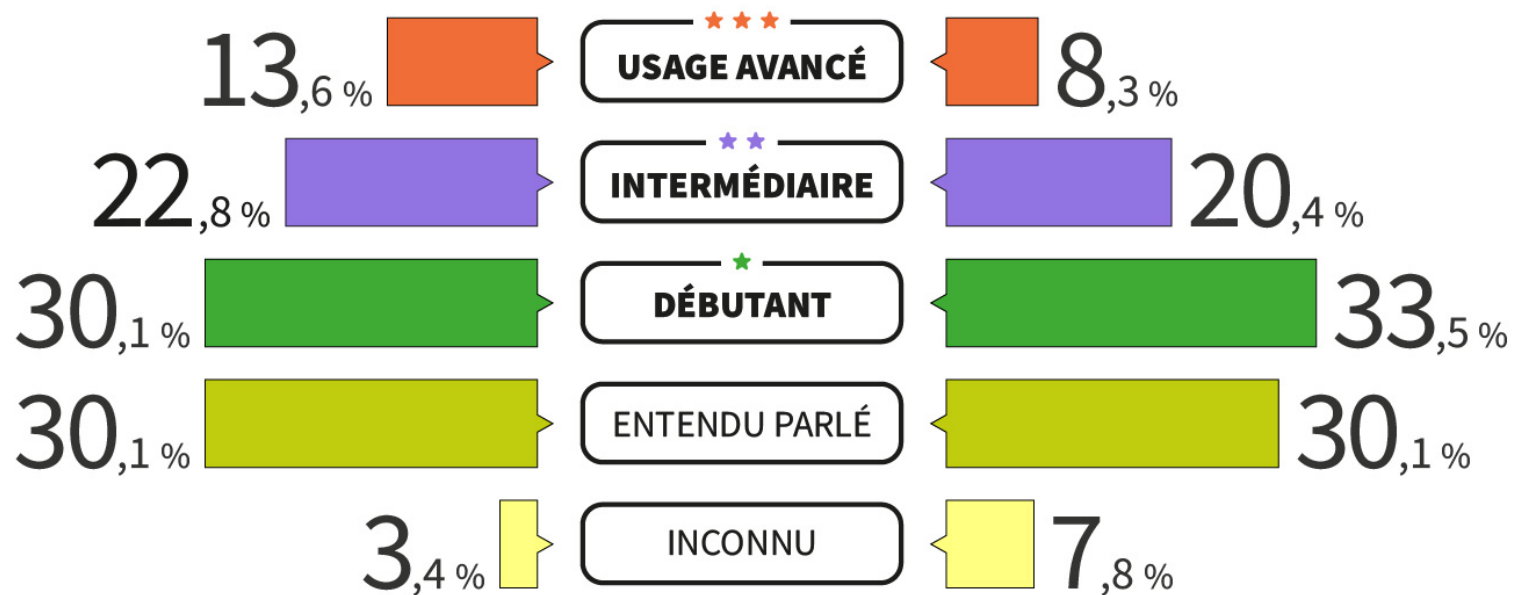 13,6 % USAGE AVANCÉ 8,3 %
22,8 % INTERMÉDIAIRE 20,4 %
30,1 % DÉBUTANT 33,5 %
30,1 % ENTENDU PARLÉ 30,1 %
3,4 % INCONNU 7,8 %